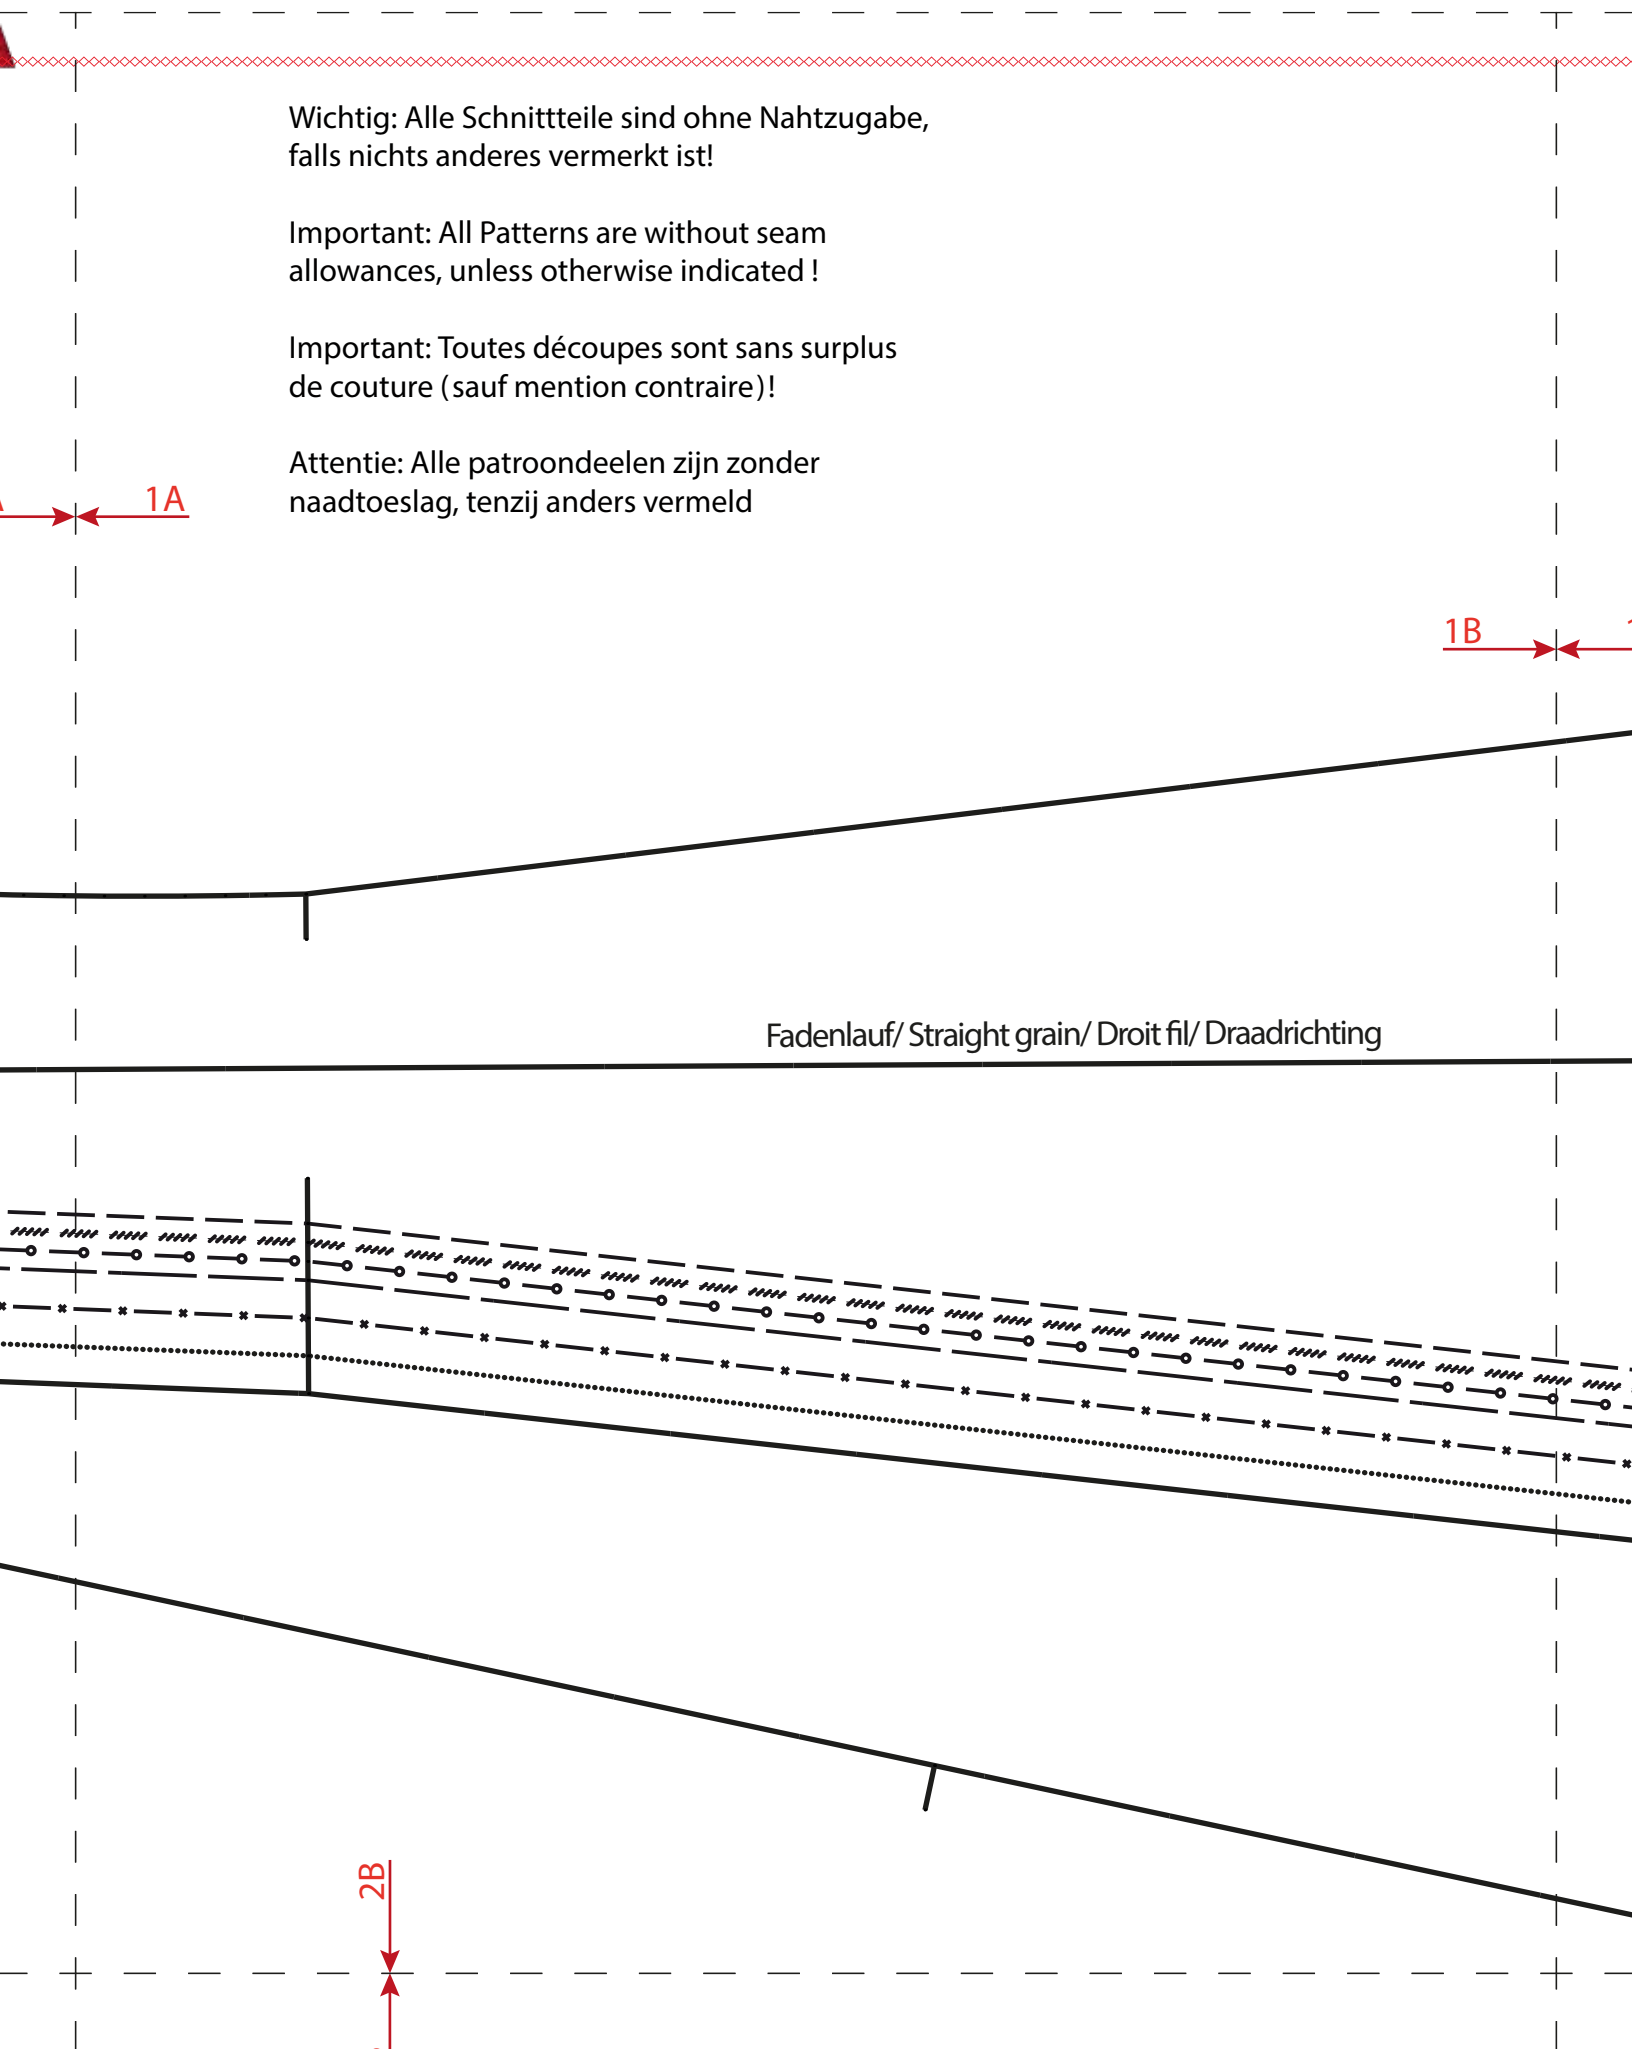 Wichtig: Alle Schnittteile sind ohne Nahtzugabe,
falls nichts anderes vermerkt ist!
Important: All Patterns are without seam
allowances, unless otherwise indicated !
Important: Toutes découpes sont sans surplus
de couture (sauf mention contraire)!
Attentie: Alle patroondeelen zijn zonder
naadtoeslag, tenzij anders vermeld
1A
1B
Fadenlauf/ Straight grain/ Droit fil/ Draadrichting
2B